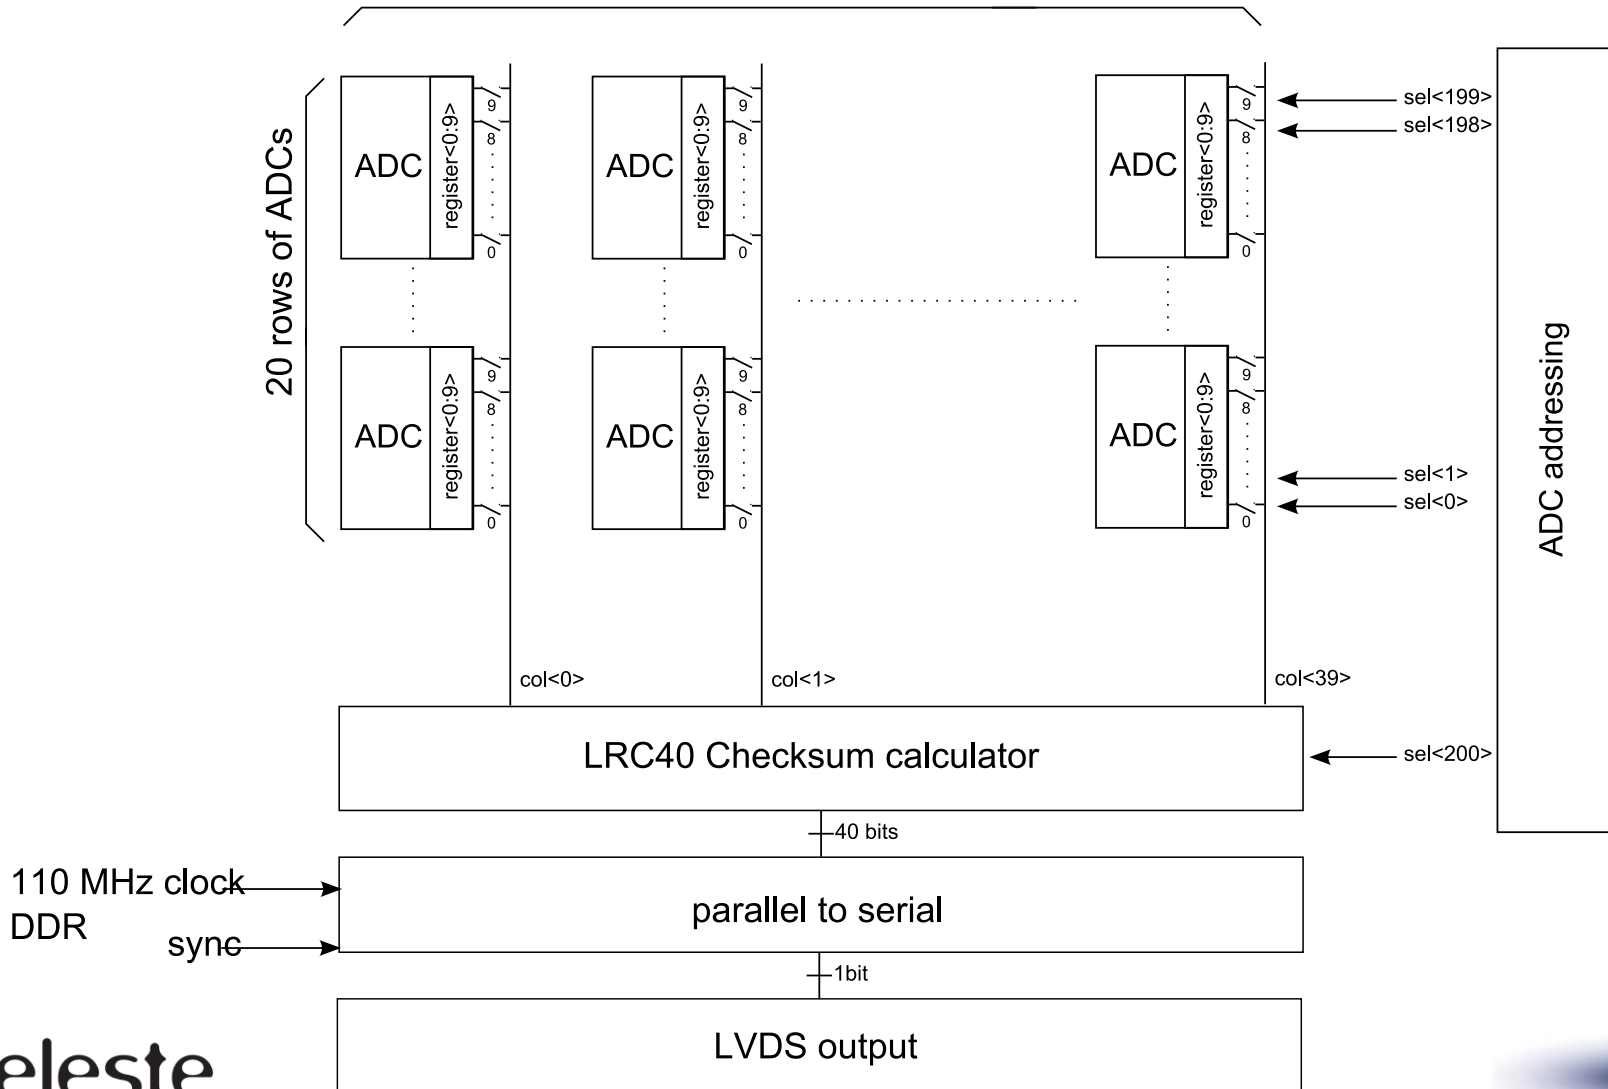 20 rows of ADCs
ADC
register<0:9>
9
8
0
ADC
register<0:9>
9
8
0
ADC
register<0:9>
9
8
0
sel<199>
sel<198>
ADC
register<0:9>
9
8
0
ADC
register<0:9>
9
8
0
ADC
register<0:9>
9
8
0
sel<1>
sel<0>
ADC addressing
col<0>
col<1>
col<39>
LRC40 Checksum calculator
sel<200>
40 bits
110 MHz clock
DDR
sync
parallel to serial
1bit
LVDS output
eleste